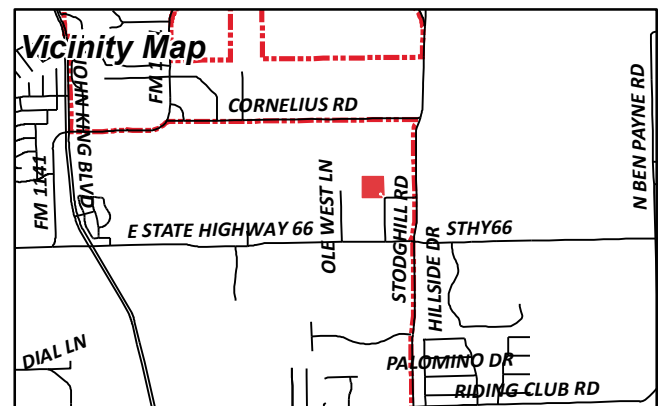 Vicinity Map
JOHN KING BLVD
CORNELIUS RD
N BEN PAYNE RD
FM 1141
E STATE HIGHWAY 66
OLE WEST LN
STODGHILL RD
HILLSIDE DR
STHY66
DIAL LN
PALOMINO DR
RIDING CLUB RD